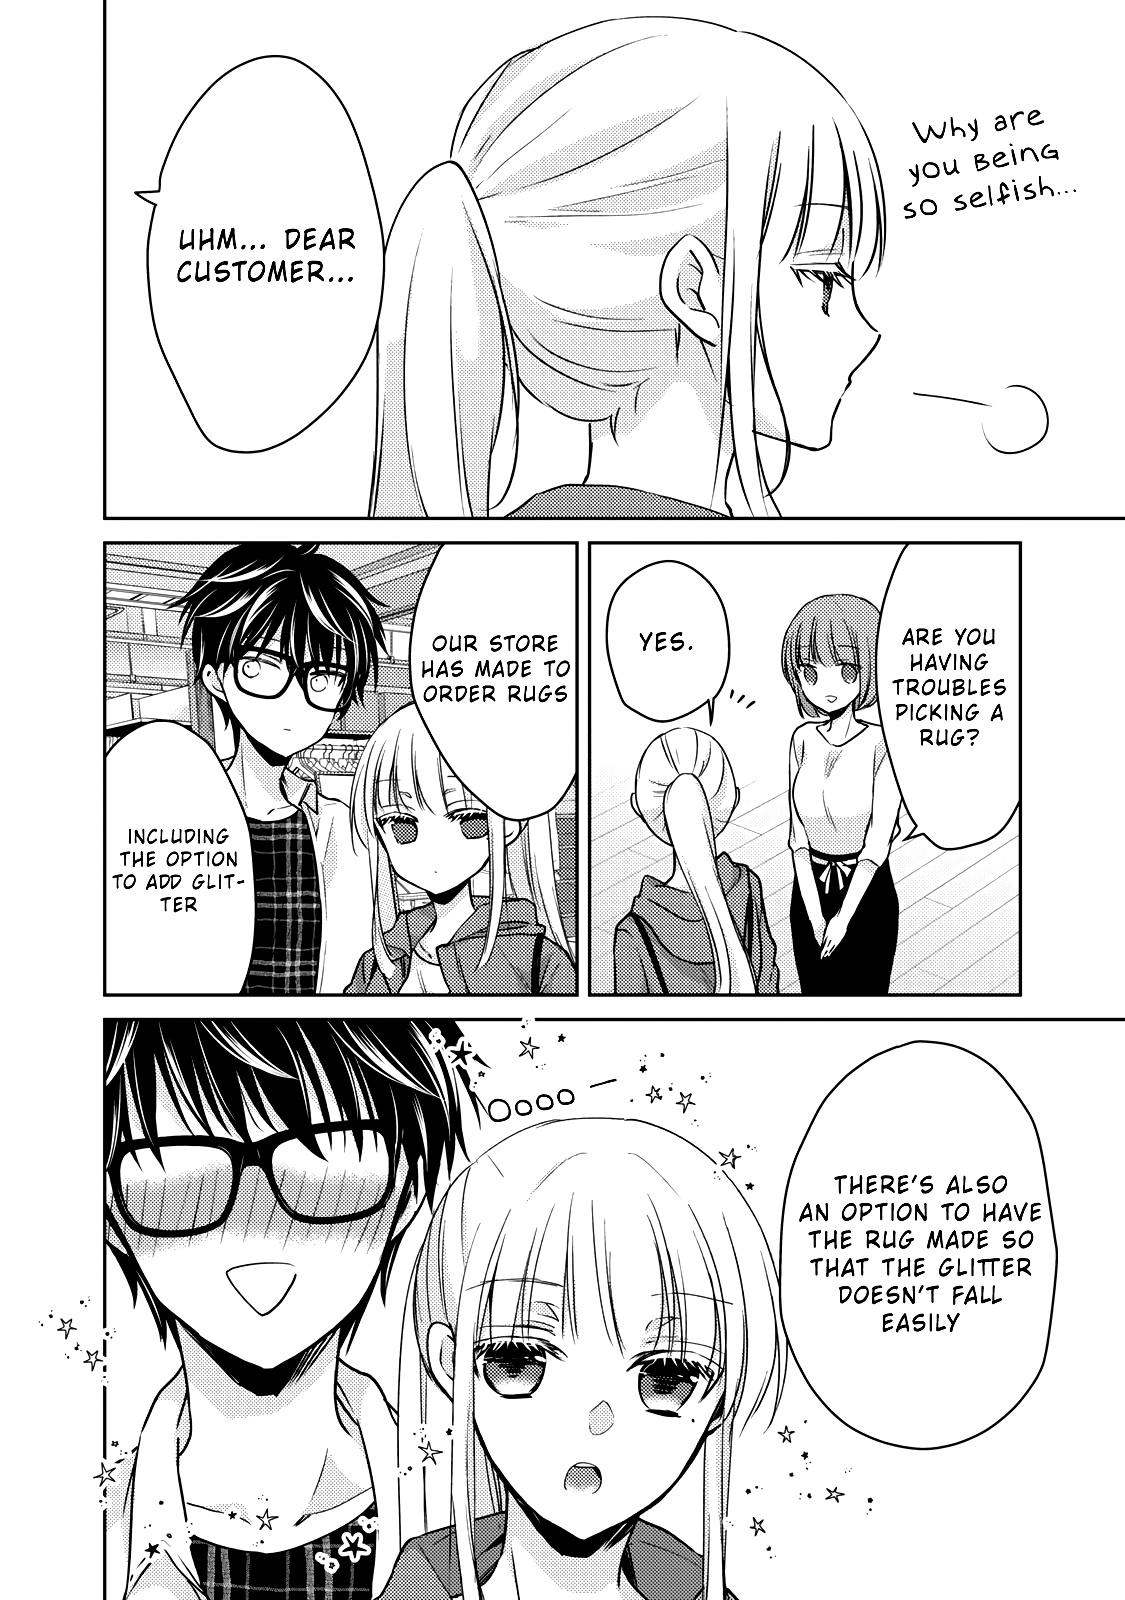 Why are
you Being
so selfish...
UHM... DEAR
CUSTOMER...
ARE YOU
HAVING
TROUBLES
PICKING A
RUG?
YES.
OUR STORE
HAS MADE TO
ORDER RUGS
INCLUDING
THE OPTION
TO ADD GLIT-
TER
THERE'S ALSO
AN OPTION TO HAVE
THE RUG MADE SO
THAT THE GLITTER
DOESN'T FALL
EASILY
Oooo —